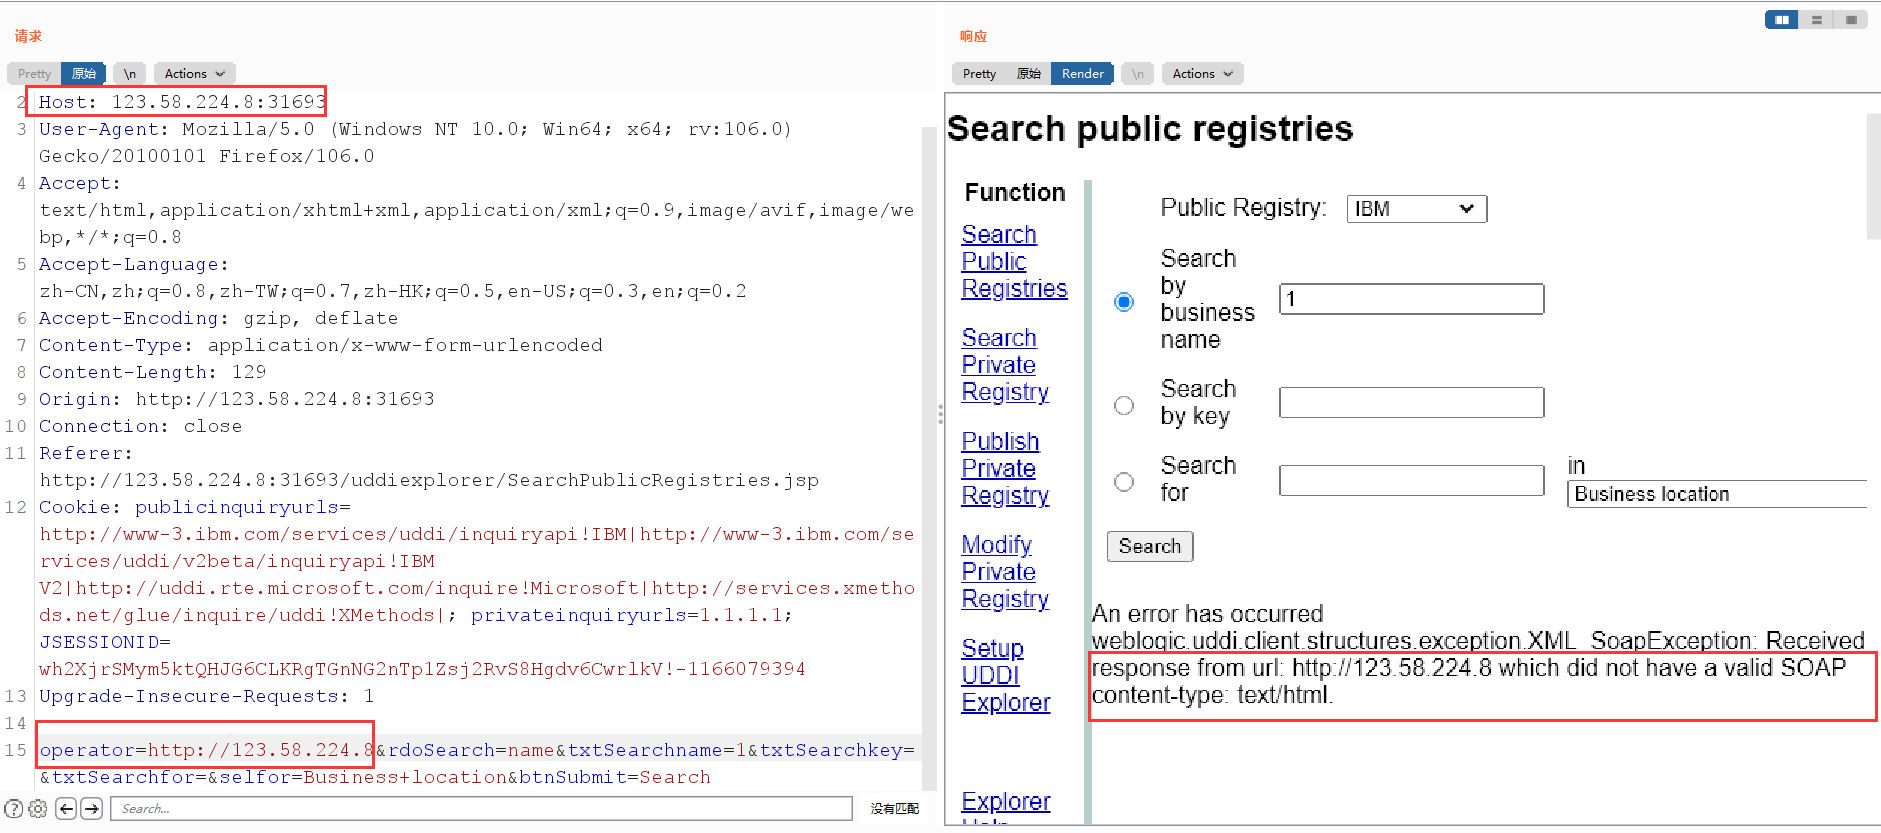 请求
Pretty 原始 \n Actions
2 Host: 123.58.224.8:31693
3 User-Agent: Mozilla/5.0 (Windows NT 10.0; Win64; x64; rv:106.0)
Gecko/20100101 Firefox/106.0
4 Accept:
text/html,application/xhtml+xml,application/xml;q=0.9,image/avif,image/we
bp,*/*;q=0.8
5 Accept-Language:
zh-CN,zh;q=0.8,zh-TW;q=0.7,zh-HK;q=0.5,en-US;q=0.3,en;q=0.2
6 Accept-Encoding: gzip, deflate
7 Content-Type: application/x-www-form-urlencoded
8 Content-Length: 129
9 Origin: http://123.58.224.8:31693
10 Connection: close
11 Referer:
http://123.58.224.8:31693/uddiexplorer/SearchPublicRegistries.jsp
12 Cookie: publicinquiryurls=
http://www-3.ibm.com/services/uddi/inquiryapi!IBM|http://www-3.ibm.com/se
rvices/uddi/v2beta/inquiryapi!IBM
V2|http://uddi.rte.microsoft.com/inquire!Microsoft|http://services.xmetho
ds.net/glue/inquire/uddi!XMethods|; privateinquiryurls=1.1.1.1;
JSESSIONID=
wh2XjrSMym5ktQHJG6CLKRgTGnNG2nTp1Zsj2RvS8Hgdv6CwrlkV!-1166079394
13 Upgrade-Insecure-Requests: 1
14
15 operator=http://123.58.224.8&rdoSearch=name&txtSearchname=1&txtSearchkey=
&txtSearchfor=&selfor=Business+location&btnSubmit=Search
Search...
没有匹配
响应
Pretty 原始 Render \n Actions
Search public registries
Function
Search
Public
Registries
Search
Private
Registry
Publish
Private
Registry
Modify
Private
Registry
Setup
UDDI
Explorer
Explorer
Help
Public Registry: IBM
Search
by
business
name
1
Search
by key
Search
for
in
Business location
Search
An error has occurred
weblogic.uddi.client.structures.exception.XML_SoapException: Received
response from url: http://123.58.224.8 which did not have a valid SOAP
content-type: text/html.